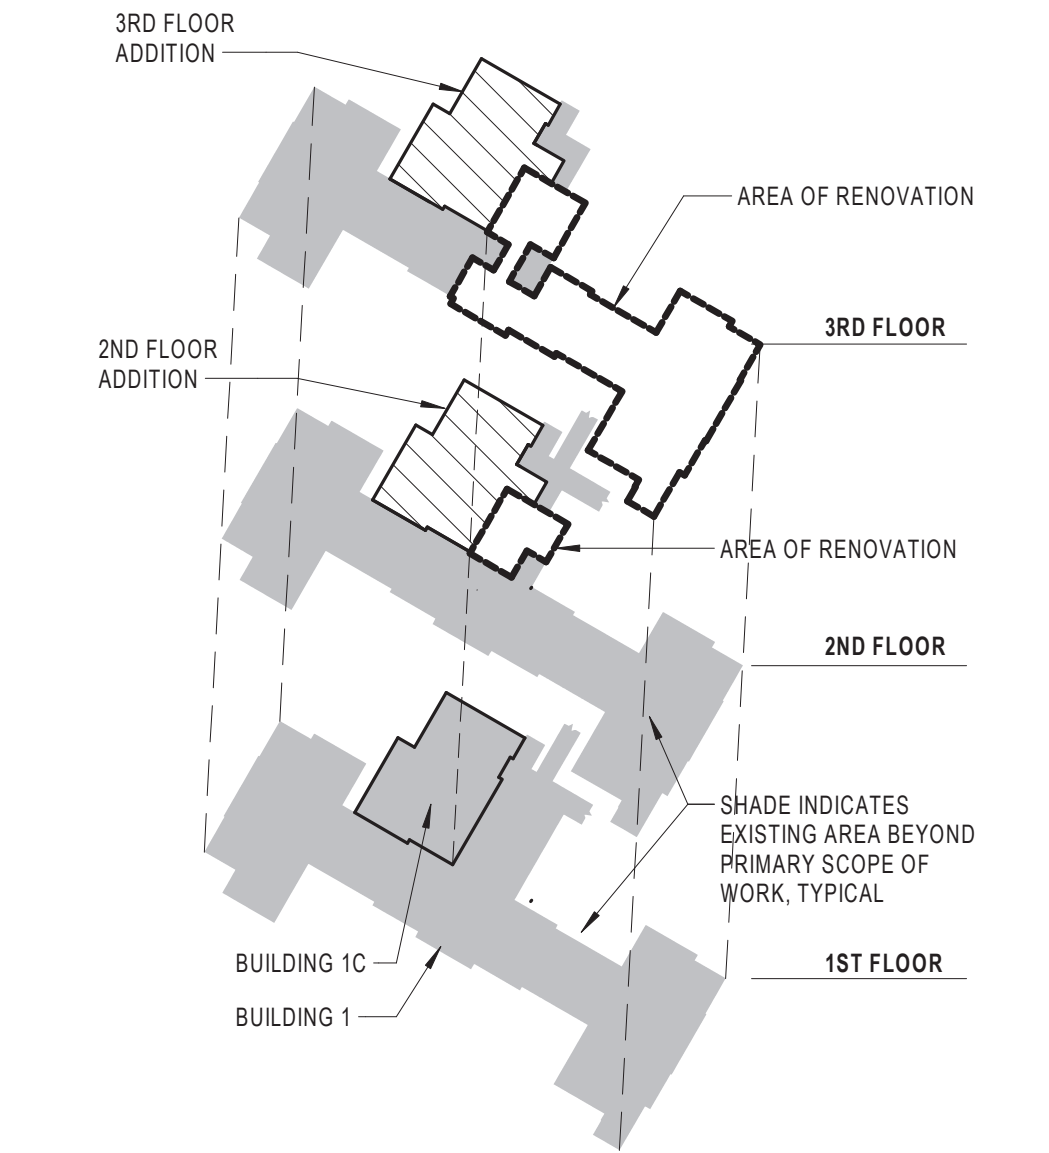 3RD FLOOR
ADDITION
AREA OF RENOVATION
3RD FLOOR
2ND FLOOR
ADDITION
AREA OF RENOVATION
2ND FLOOR
SHADE INDICATES
EXISTING AREA BEYOND
PRIMARY SCOPE OF
WORK, TYPICAL
BUILDING 1C
1ST FLOOR
BUILDING 1